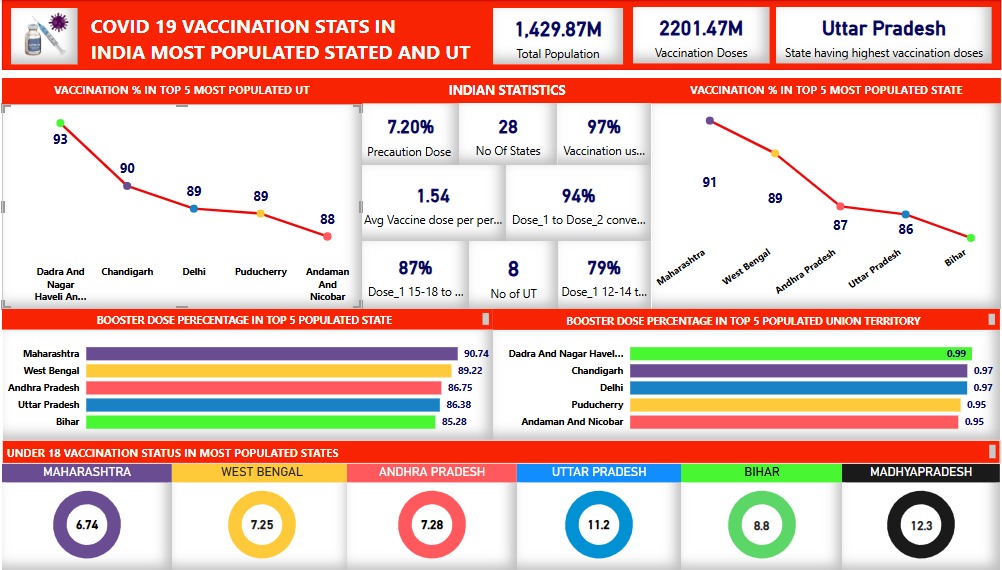 COVID 19 VACCINATION STATS IN
INDIA MOST POPULATED STATED AND UT
1,429.87M
Total Population
2201.47M
Vaccination Doses
Uttar Pradesh
State having highest vaccination doses
VACCINATION % IN TOP 5 MOST POPULATED UT
93
90
89
89
88
Dadra And
Nagar
Haveli An...
Chandigarh
Delhi
Puducherry
Andaman
And
Nicobar
INDIAN STATISTICS
7.20%
Precaution Dose
28
No Of States
97%
Vaccination us...
1.54
Avg Vaccine dose per per...
94%
Dose_1 to Dose_2 conve...
87%
Dose_1 15-18 to ...
8
No of UT
79%
Dose_1 12-14 t...
VACCINATION % IN TOP 5 MOST POPULATED STATE
91
89
87
86
Maharashtra
West Bengal
Andhra Pradesh
Uttar Pradesh
Bihar
BOOSTER DOSE PERECENTAGE IN TOP 5 POPULATED STATE
Maharashtra 90.74
West Bengal 89.22
Andhra Pradesh 86.75
Uttar Pradesh 86.38
Bihar 85.28
BOOSTER DOSE PERCENTAGE IN TOP 5 POPULATED UNION TERRITORY
Dadra And Nagar Havel... 0.99
Chandigarh 0.97
Delhi 0.97
Puducherry 0.95
Andaman And Nicobar 0.95
UNDER 18 VACCINATION STATUS IN MOST POPULATED STATES
MAHARASHTRA
6.74
WEST BENGAL
7.25
ANDHRA PRADESH
7.28
UTTAR PRADESH
11.2
BIHAR
8.8
MADHYAPRADESH
12.3